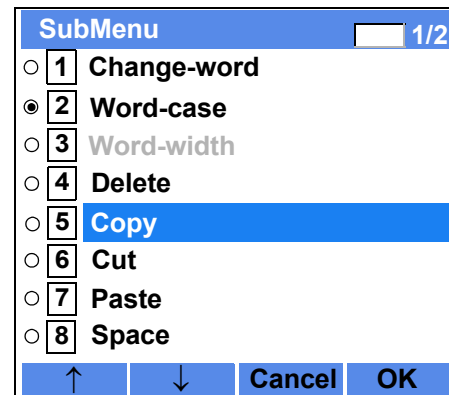 SubMenu 1/2
1 Change-word
2 Word-case
3 Word-width
4 Delete
5 Copy
6 Cut
7 Paste
8 Space
↑ ↓ Cancel OK